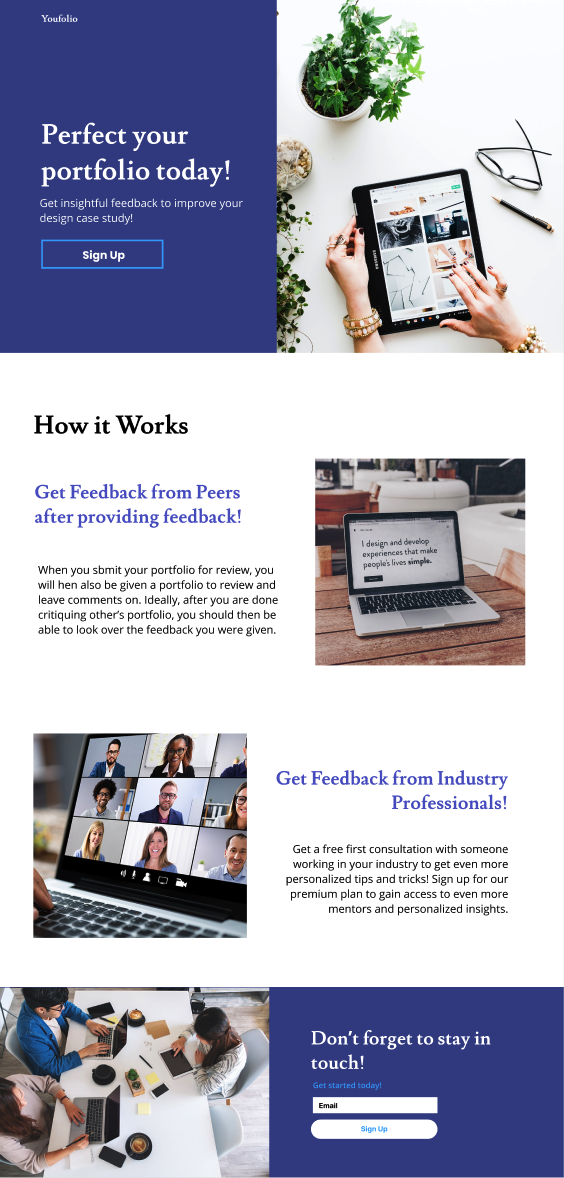 Youfolio
Perfect your
portfolio today!
Get insightful feedback to improve your
design case study!
Sign Up
How it Works
Get Feedback from Peers
after providing feedback!
When you sbmit your portfolio for review, you
will hen also be given a portfolio to review and
leave comments on. Ideally, after you are done
critiquing other's portfolio, you should then be
able to look over the feedback you were given.
I design and develop
experiences that make
people's lives simple.
Get Feedback from Industry
Professionals!
Get a free first consultation with someone
working in your industry to get even more
personalized tips and tricks! Sign up for our
premium plan to gain access to even more
mentors and personalized insights.
Don't forget to stay in
touch!
Get started today!
Email
Sign Up